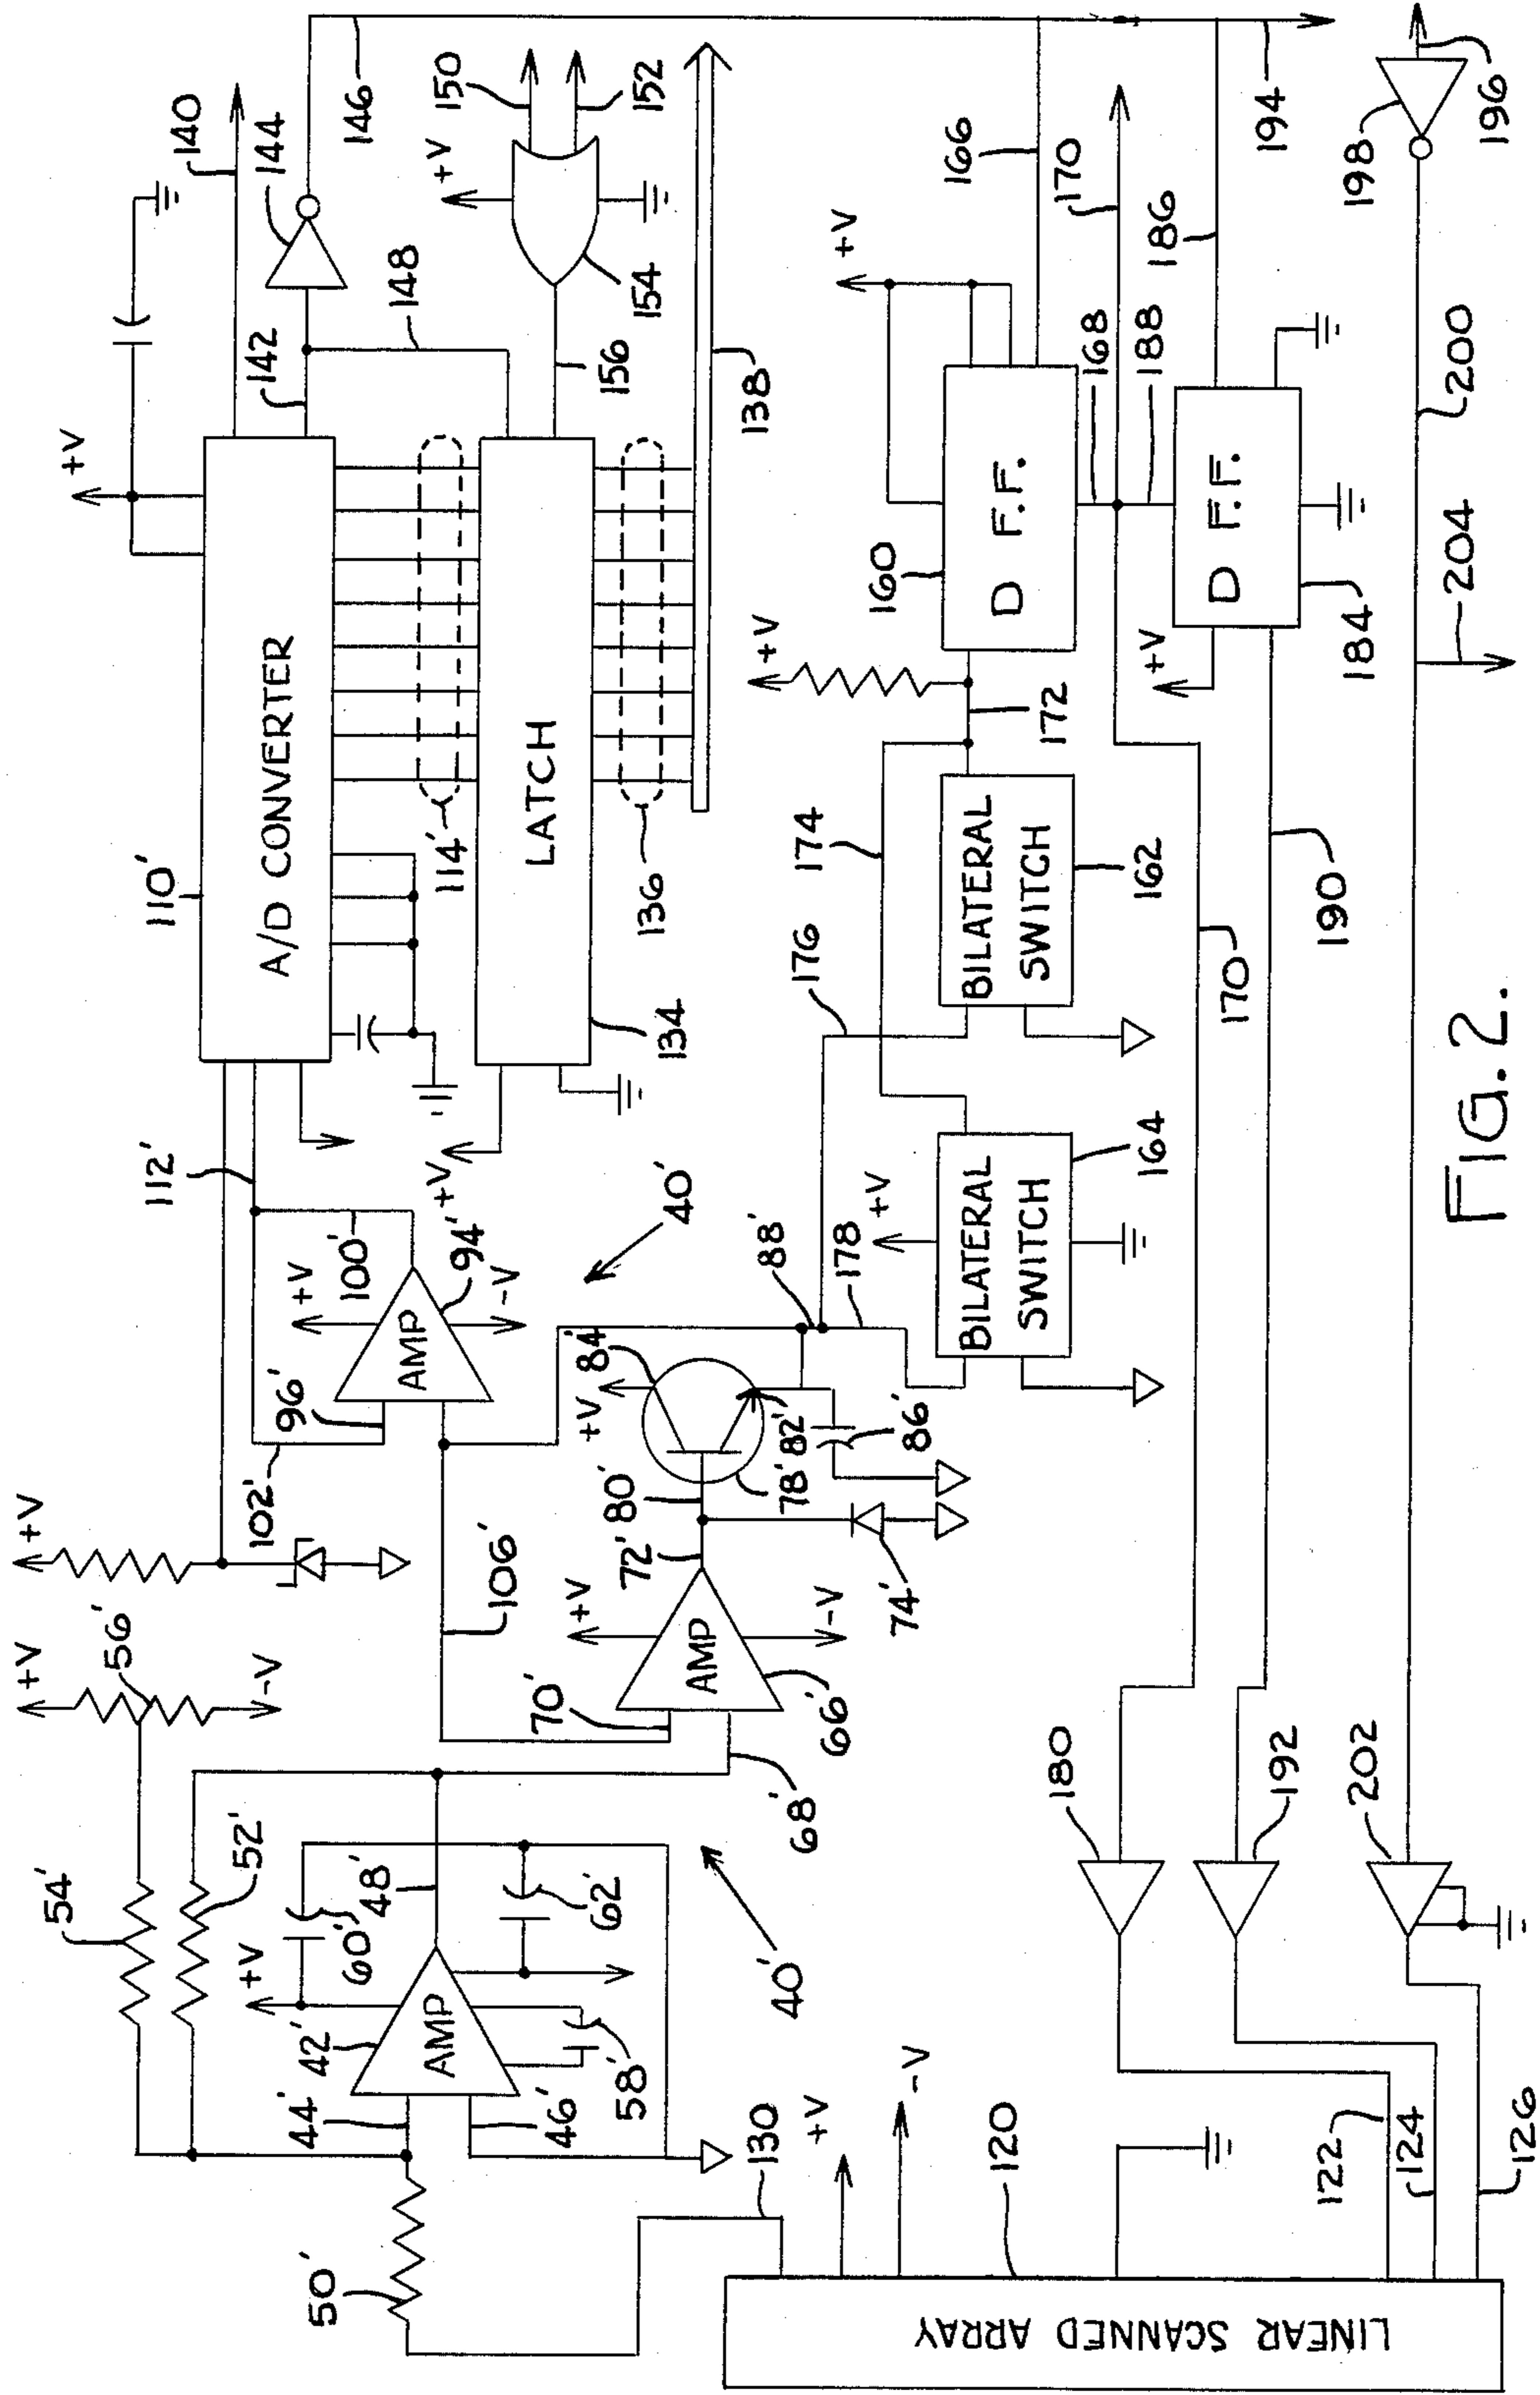 +V
54'
56'
+V
-V
52'
+V
60'
48'
62'
42'
AMP
44'
46'
58'
50'
130
40'
68'
+V
102'
96'
+V
100'
112'
AMP
94'
-V
106'
70'
+V
AMP
66'
-V
72'
80'
74'
78'
+V
84'
82'
86'
88'
178
40'
110'
A/D CONVERTER
+V
140
142
144
146
148
114'
LATCH
134
+V
136
138
+V
150
152
154
156
LINEAR SCANNED ARRAY
120
+V
-V
122
124
126
180
192
202
BILATERAL
SWITCH
164
+V
BILATERAL
SWITCH
162
176
174
172
+V
160
D F.F.
+V
166
168
170
170
188
186
D F.F.
184
+V
190
194
196
198
200
204
FIG. 2.